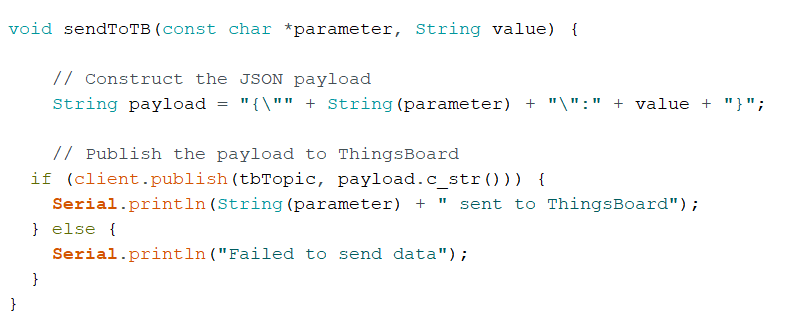 void sendToTB(const char *parameter, String value) {
// Construct the JSON payload
String payload = "{\"" + String(parameter) + "\":" + value + "}";
// Publish the payload to ThingsBoard
if (client.publish(tbTopic, payload.c_str())) {
Serial.println(String(parameter) + " sent to ThingsBoard");
} else {
Serial.println("Failed to send data");
}
}